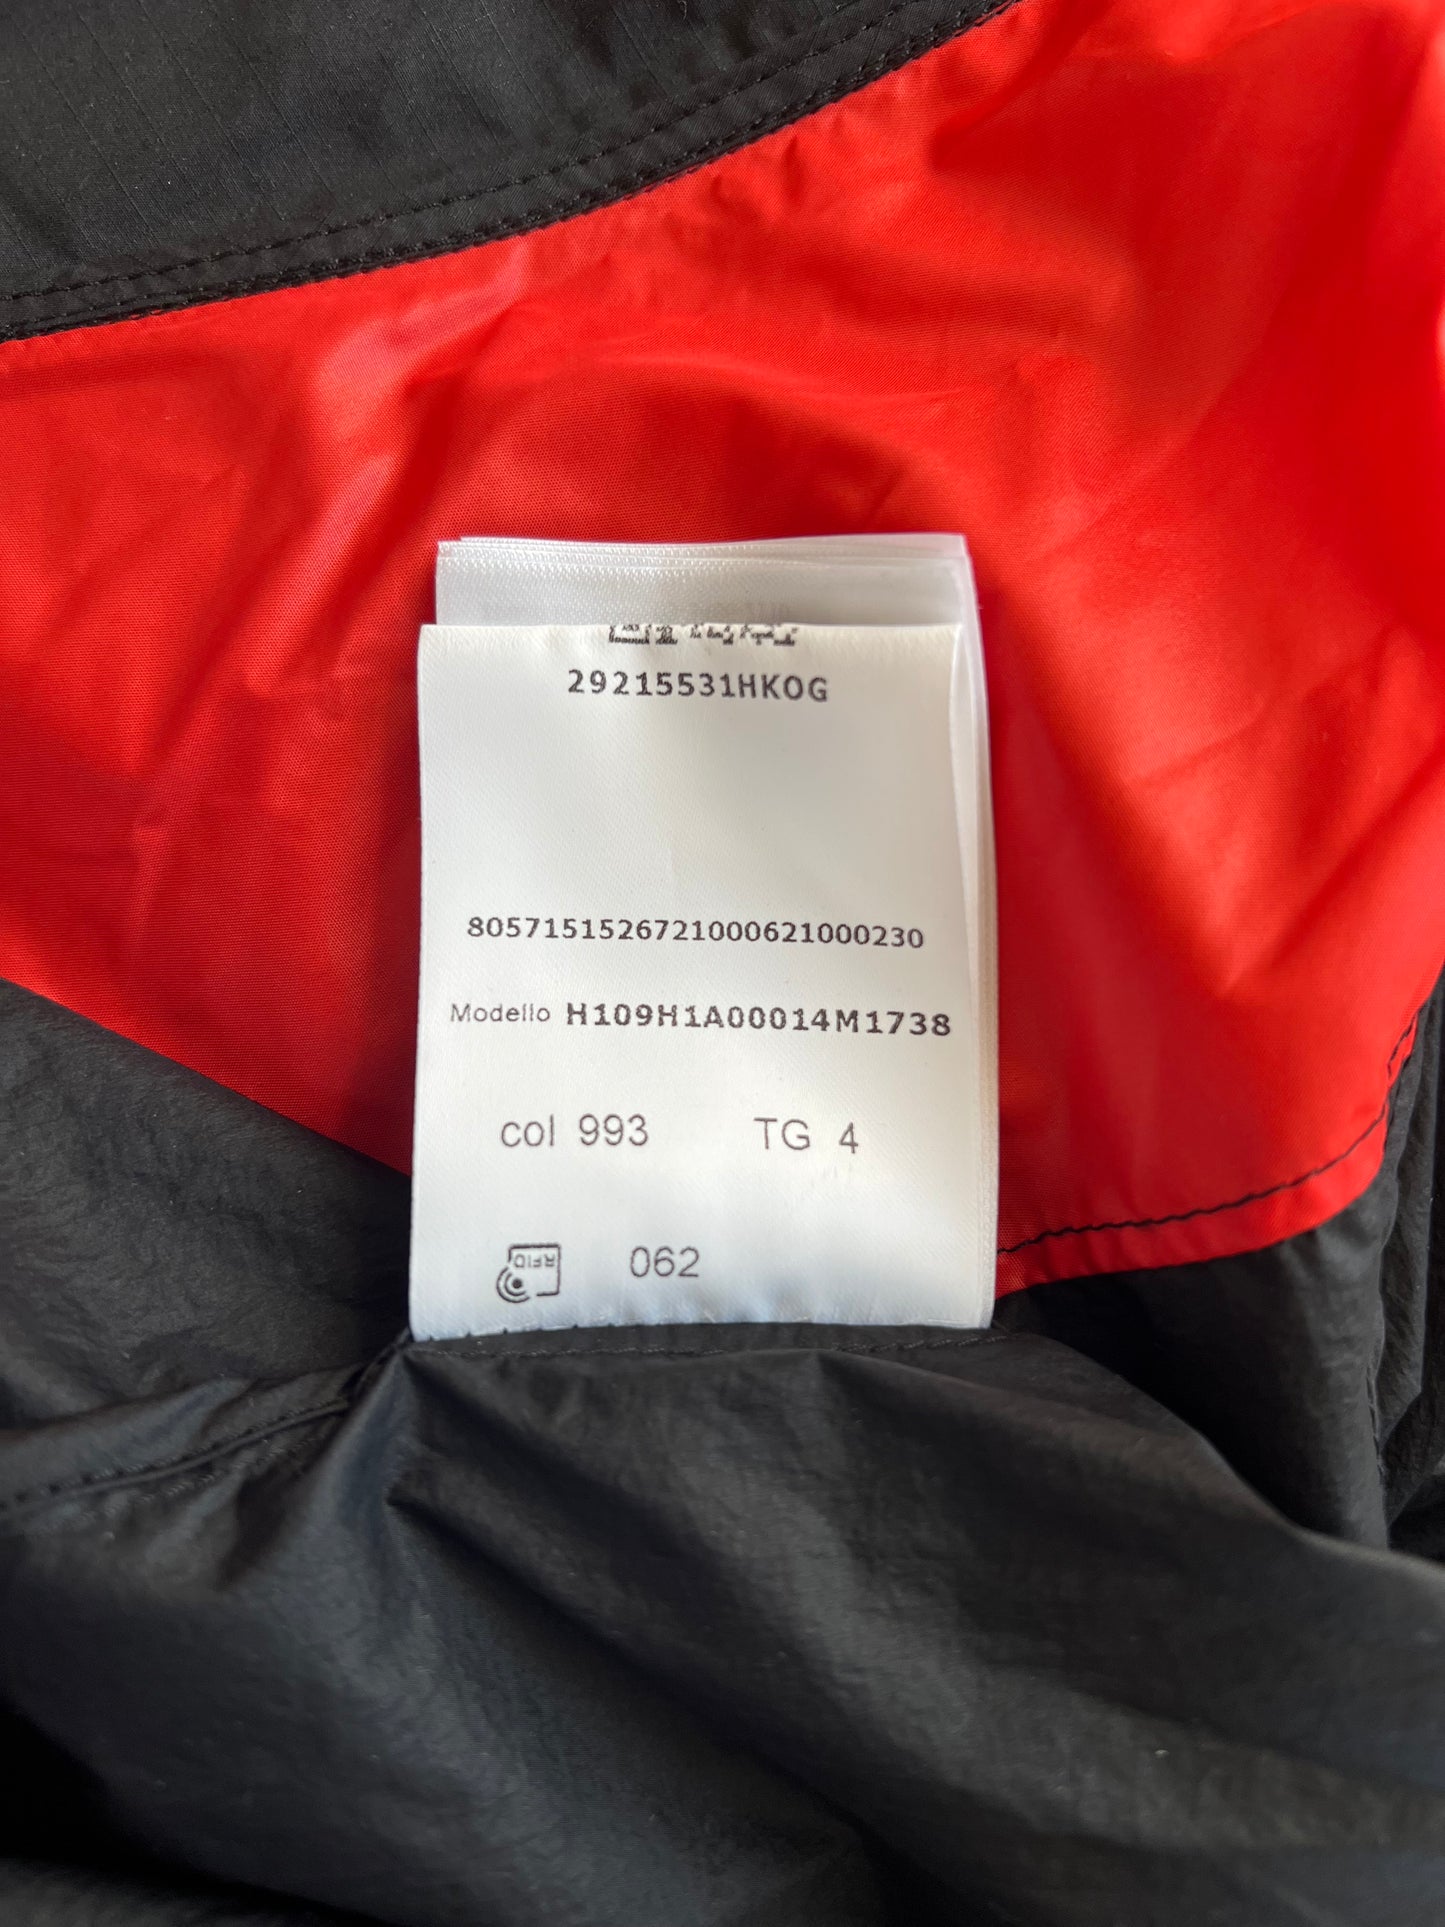 29215531HKOG
8057151526721000621000230
Modello H109H1A00014M1738
col 993 TG 4
RFID 062